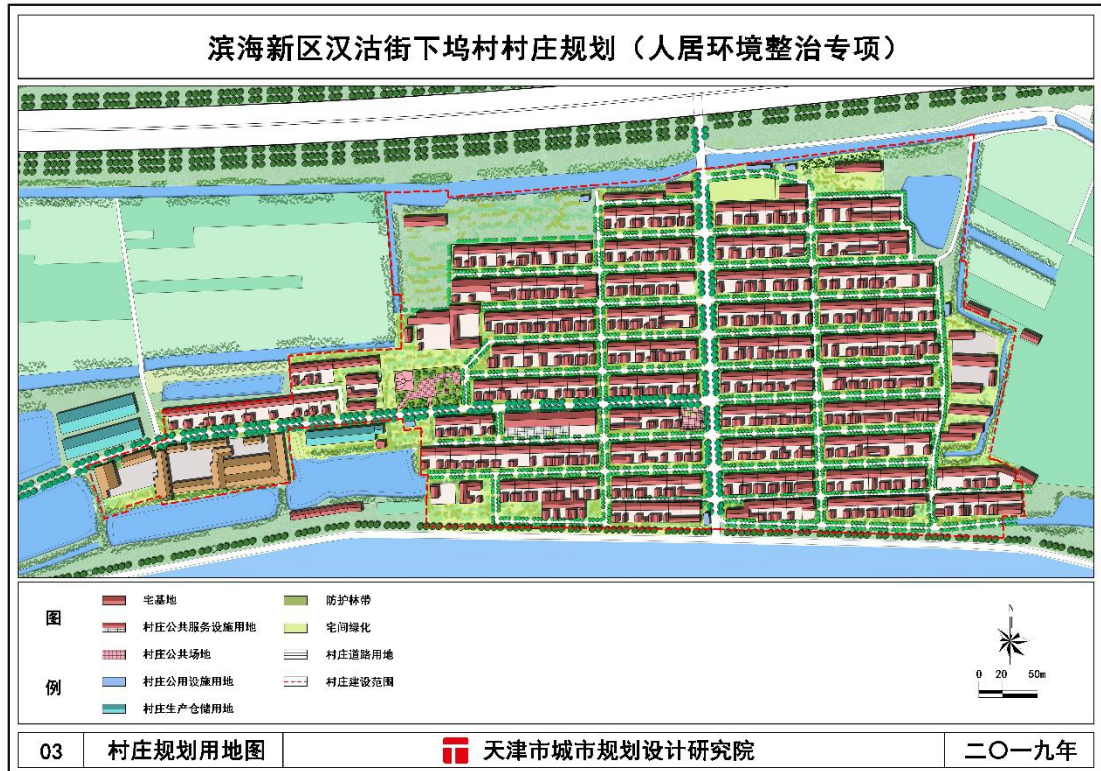 滨海新区汉沽街下坞村村庄规划（人居环境整治专项）
图例
宅基地
村庄公共服务设施用地
村庄公共场地
村庄公用设施用地
村庄生产仓储用地
防护林带
宅间绿化
村庄道路用地
村庄建设范围
N
0 20 50m
03 村庄规划用地图 天津市城市规划设计研究院 二〇一九年